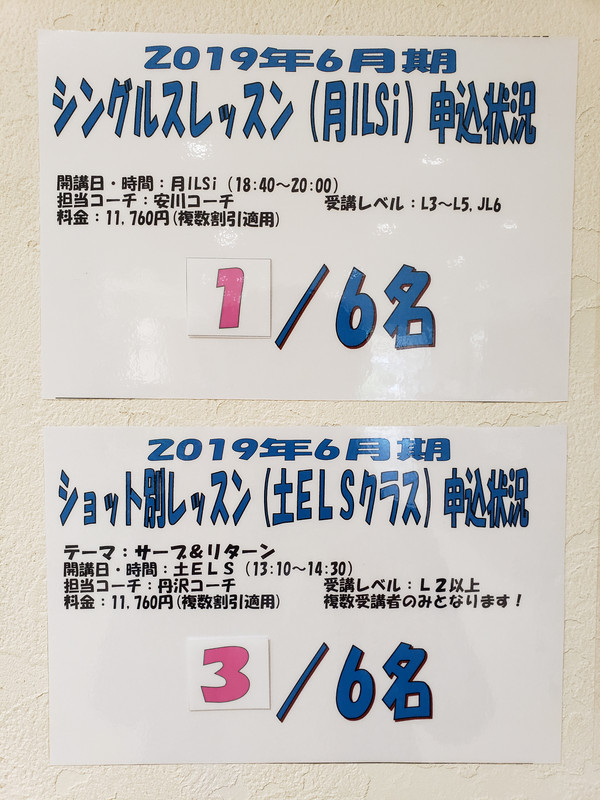 2019年6月期
シングルスレッスン（月ILSi）申込状況
開講日・時間：月ILSi（18:40～20:00）
担当コーチ：安川コーチ　受講レベル：L3～L5,JL6
料金：11,760円(複数割引適用)
1/6名
2019年6月期
ショット別レッスン（土ELSクラス）申込状況
テーマ：サーブ＆リターン
開講日・時間：土ELS（13:10～14:30）
担当コーチ：丹沢コーチ　受講レベル：L2以上
料金：11,760円(複数割引適用)　複数受講者のみとなります！
3/6名